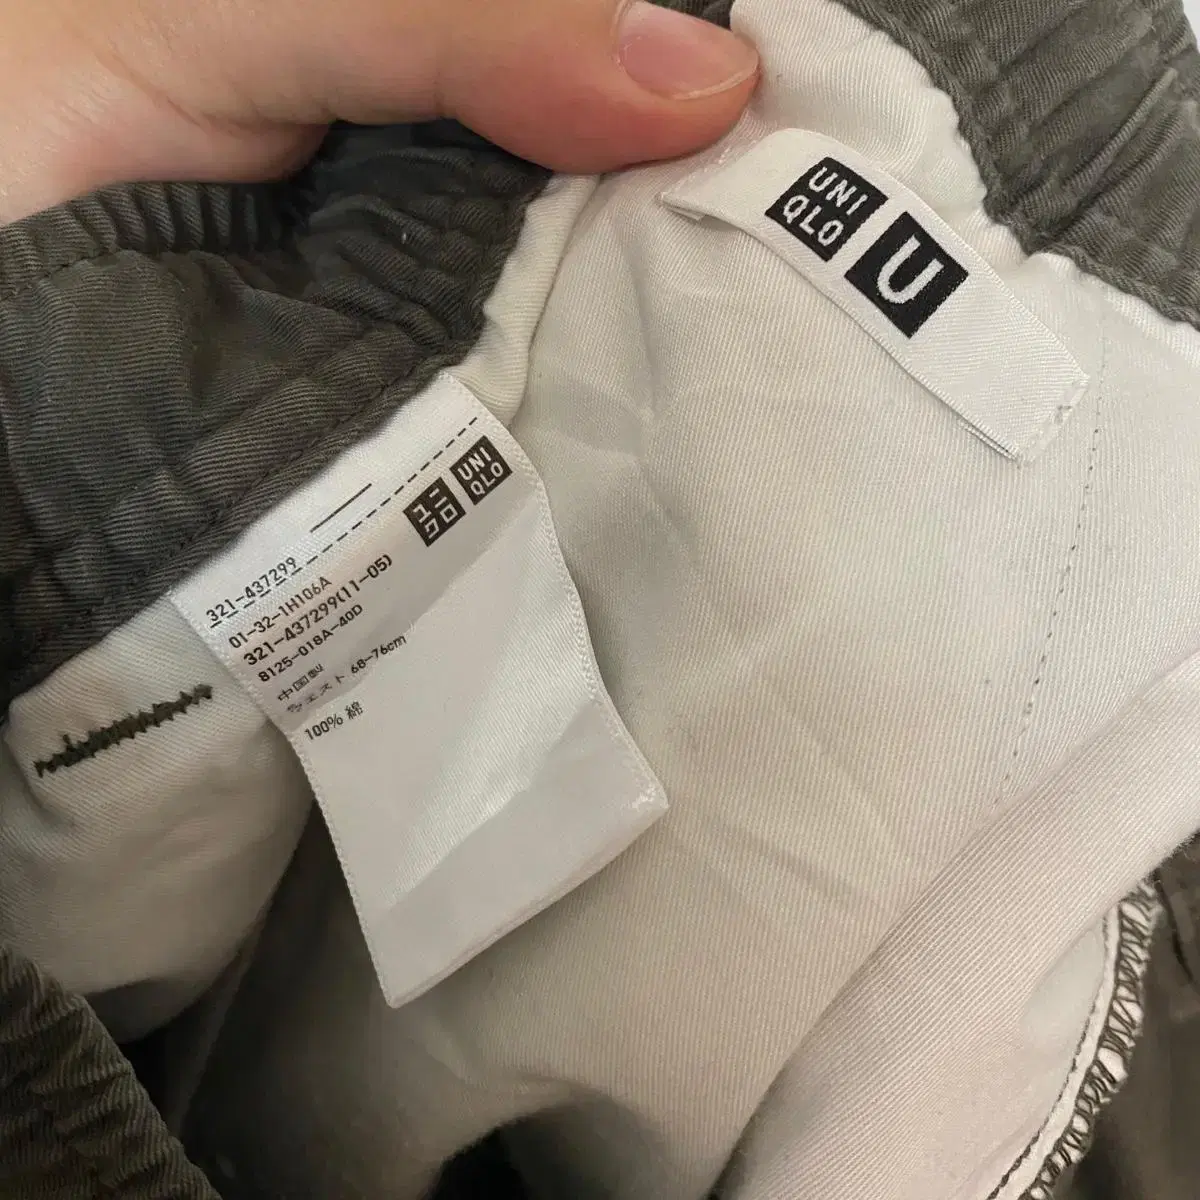 UNI
QLO
U
ユニ
クロ
UNI
QLO
321-437299
01-32-1H106A
321-437299(11-05)
8125-018A-40D
中国製
ウェスト 68-76cm
100% 綿